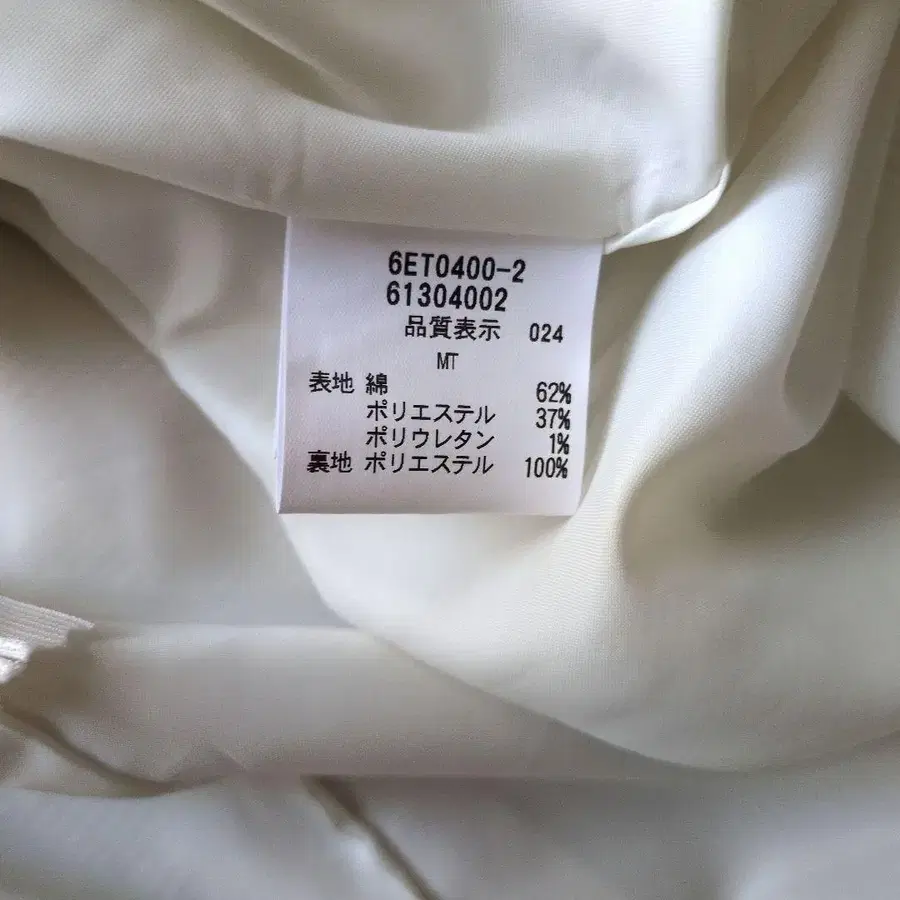 6ET0400-2
61304002
品質表示 024
MT
表地 綿 62%
ポリエステル 37%
ポリウレタン 1%
裏地 ポリエステル 100%